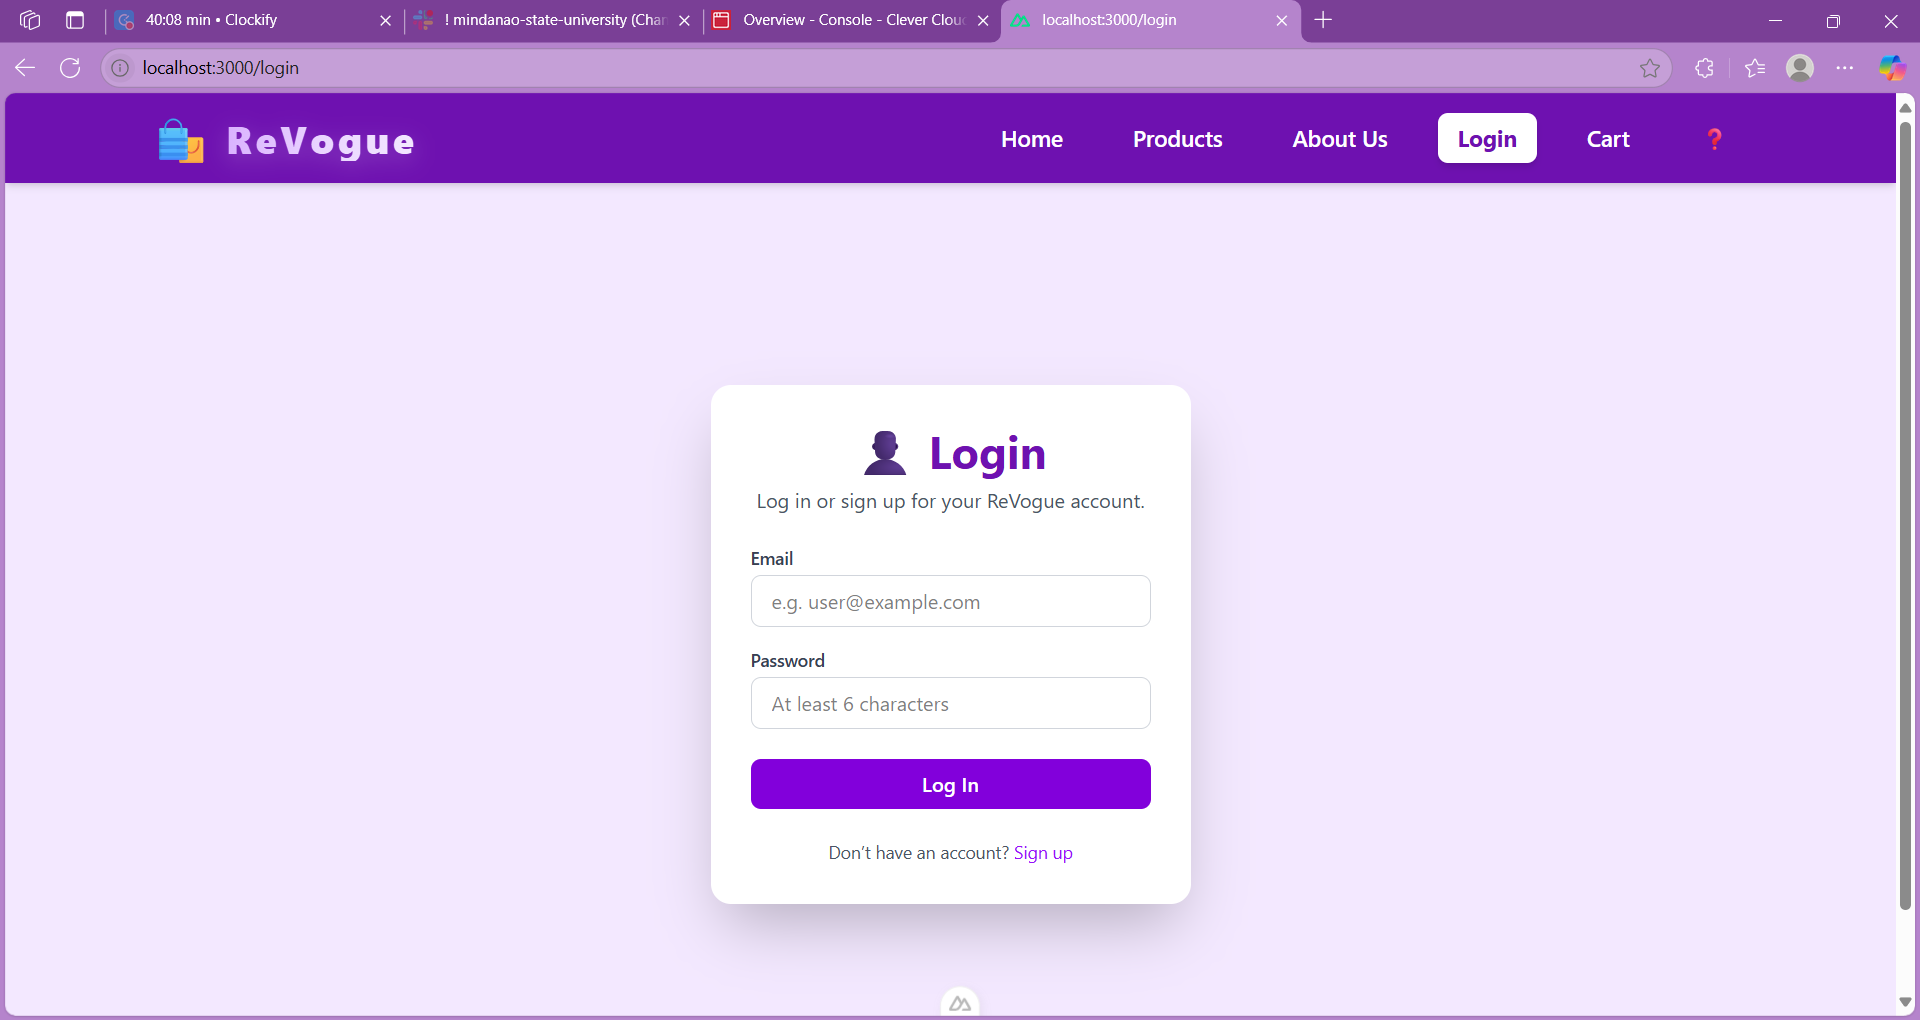 40:08 min • Clockify
! mindanao-state-university (Cha
Overview - Console - Clever Clou
localhost:3000/login
localhost:3000/login
ReVogue
Home
Products
About Us
Login
Cart
❓
Login
Log in or sign up for your ReVogue account.
Email
e.g. user@example.com
Password
At least 6 characters
Log In
Don’t have an account? Sign up